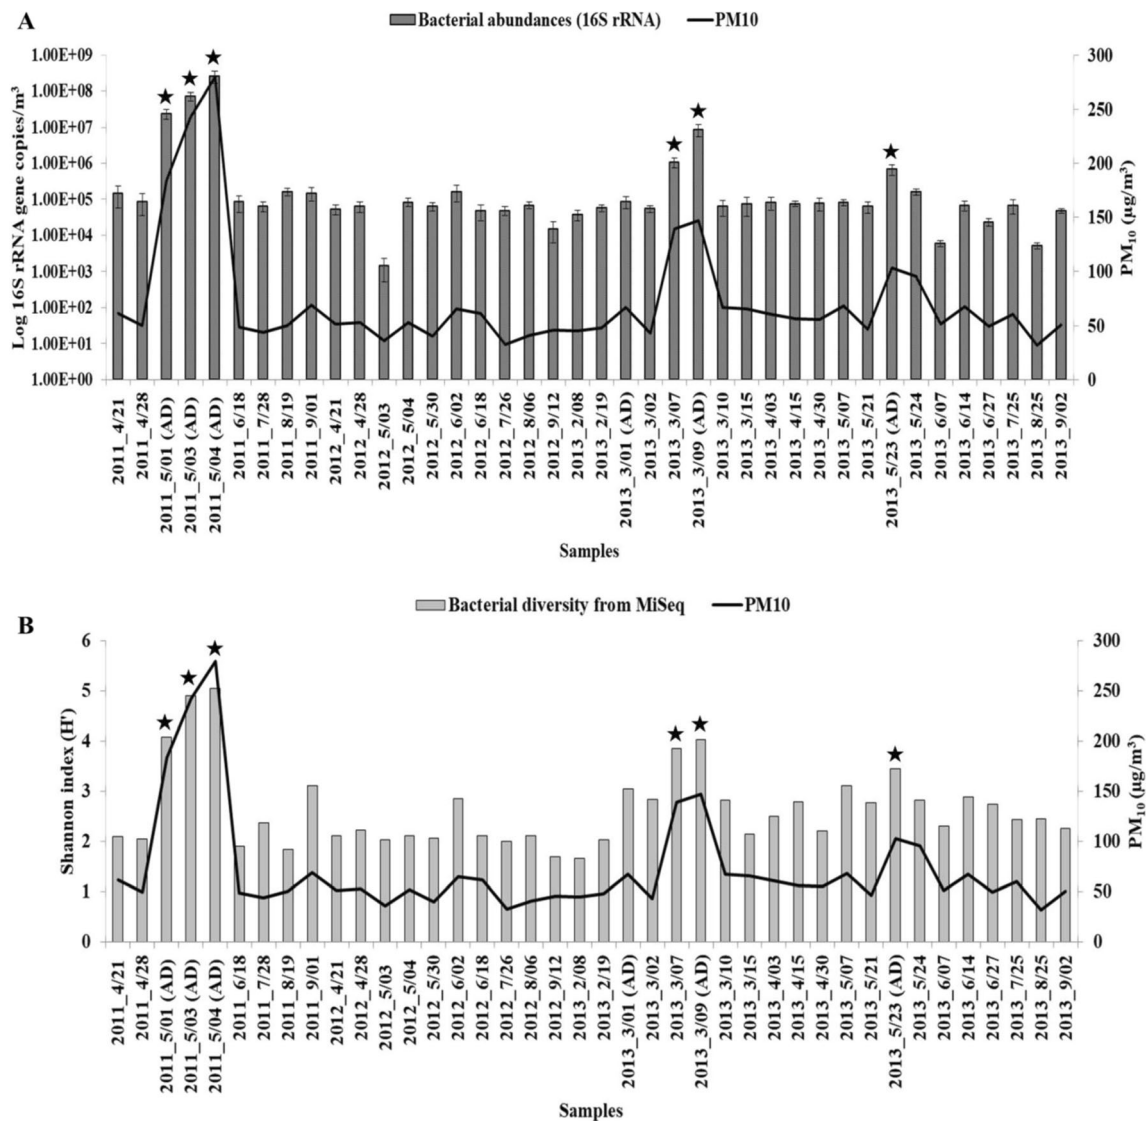 A
Bacterial abundances (16S rRNA) PM10
Log 16S rRNA gene copies/m³
1.00E+09
1.00E+08
1.00E+07
1.00E+06
1.00E+05
1.00E+04
1.00E+03
1.00E+02
1.00E+01
1.00E+00
300
250
200
150
100
50
0
PM₁₀ (µg/m³)
2011_4/21
2011_4/28
2011_5/01 (AD)
2011_5/03 (AD)
2011_5/04 (AD)
2011_6/18
2011_7/28
2011_8/19
2011_9/01
2012_4/21
2012_4/28
2012_5/03
2012_5/04
2012_5/30
2012_6/02
2012_6/18
2012_7/26
2012_8/06
2012_9/12
2013_2/08
2013_2/19
2013_3/01 (AD)
2013_3/02
2013_3/07
2013_3/09 (AD)
2013_3/10
2013_3/15
2013_4/03
2013_4/15
2013_4/30
2013_5/07
2013_5/21
2013_5/23 (AD)
2013_5/24
2013_6/07
2013_6/14
2013_6/27
2013_7/25
2013_8/25
2013_9/02
Samples
B
Bacterial diversity from MiSeq PM10
Shannon index (H')
6
5
4
3
2
1
0
300
250
200
150
100
50
0
PM₁₀ (µg/m³)
2011_4/21
2011_4/28
2011_5/01 (AD)
2011_5/03 (AD)
2011_5/04 (AD)
2011_6/18
2011_7/28
2011_8/19
2011_9/01
2012_4/21
2012_4/28
2012_5/03
2012_5/04
2012_5/30
2012_6/02
2012_6/18
2012_7/26
2012_8/06
2012_9/12
2013_2/08
2013_2/19
2013_3/01 (AD)
2013_3/02
2013_3/07
2013_3/09 (AD)
2013_3/10
2013_3/15
2013_4/03
2013_4/15
2013_4/30
2013_5/07
2013_5/21
2013_5/23 (AD)
2013_5/24
2013_6/07
2013_6/14
2013_6/27
2013_7/25
2013_8/25
2013_9/02
Samples